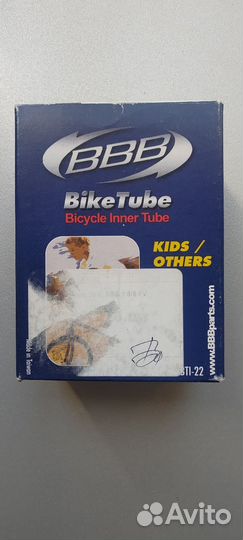 BBB
BikeTube
Bicycle Inner Tube
KIDS /
OTHERS
www.BBBparts.com
Made in Taiwan
BTI-22
Avito